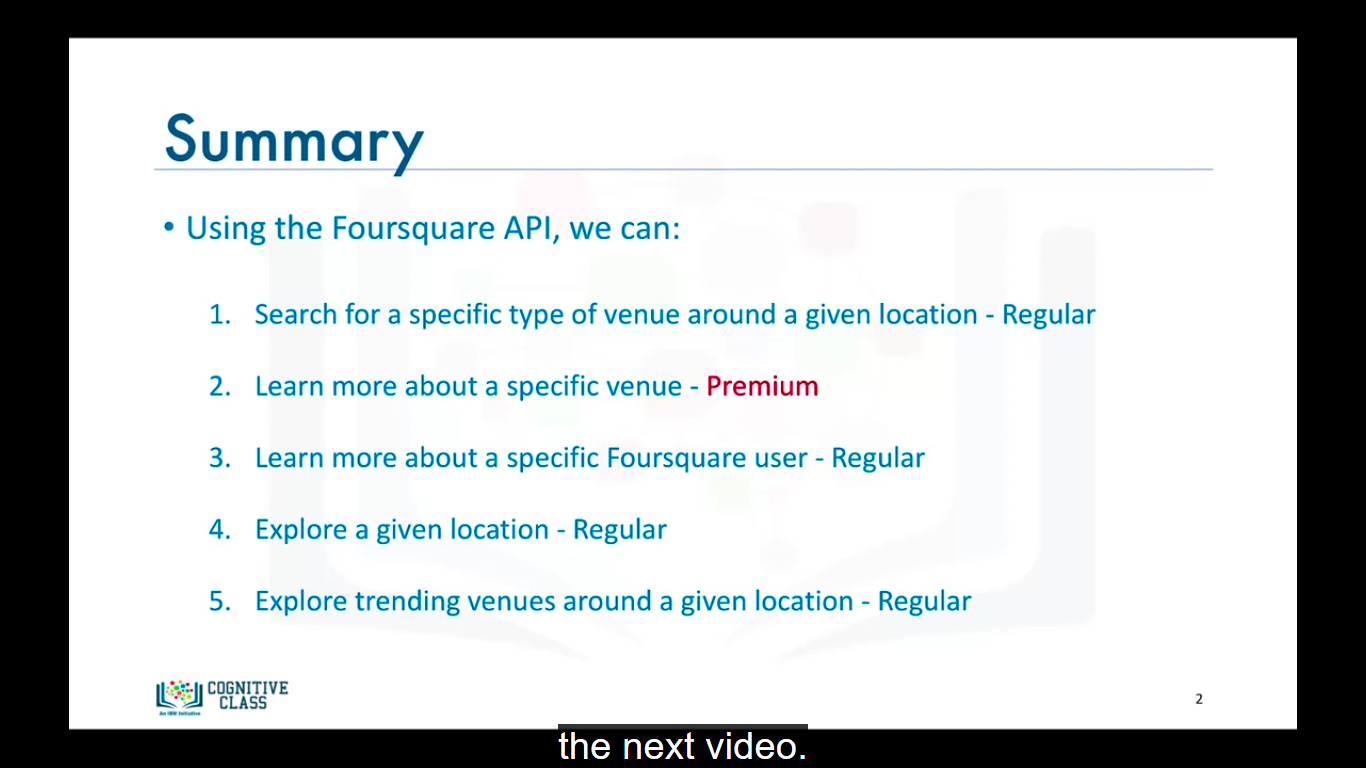 Summary
• Using the Foursquare API, we can:
1. Search for a specific type of venue around a given location - Regular
2. Learn more about a specific venue - Premium
3. Learn more about a specific Foursquare user - Regular
4. Explore a given location - Regular
5. Explore trending venues around a given location - Regular
COGNITIVE
CLASS
An IBM Initiative
2
the next video.